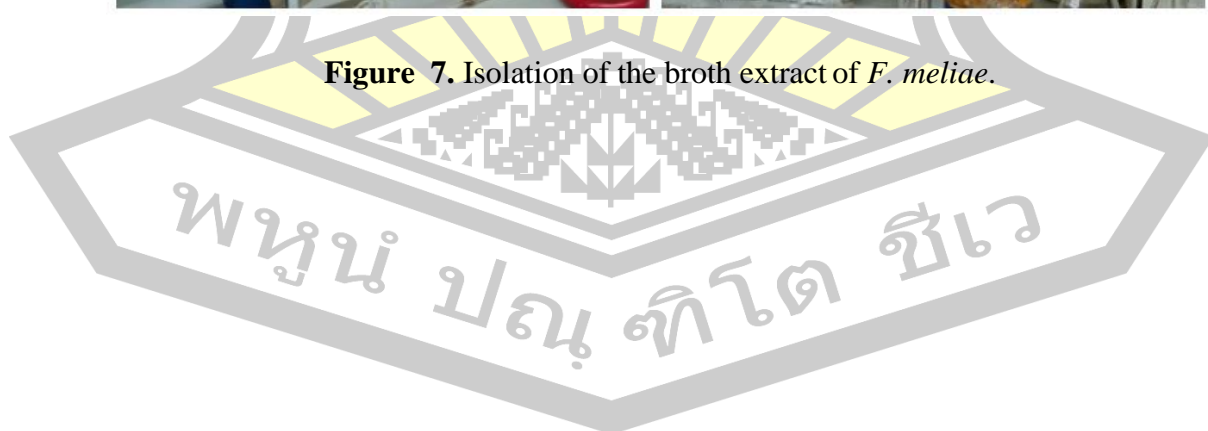 Figure 7. Isolation of the broth extract of F. meliae.
พหูนํ ปณฺฑิโต ชีเว